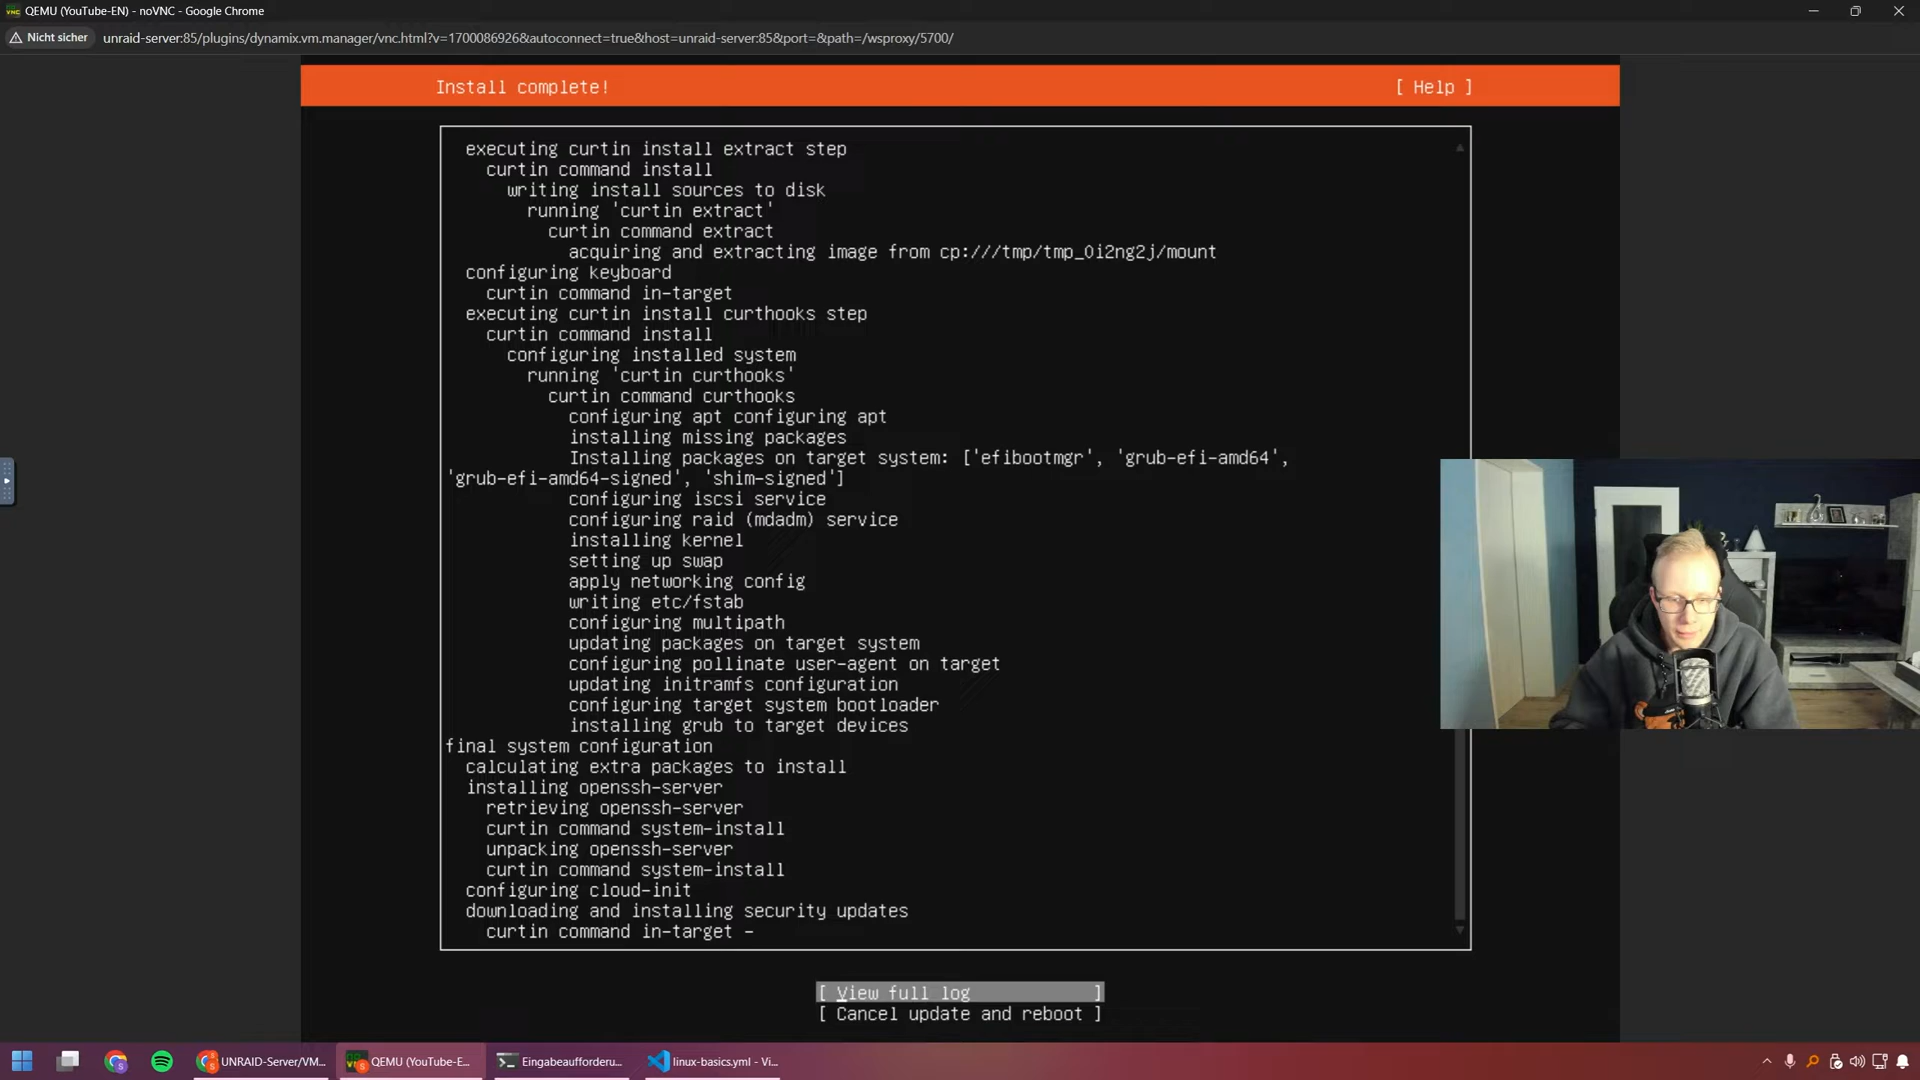 QEMU (YouTube-EN) - noVNC - Google Chrome
Nicht sicher
unraid-server:85/plugins/dynamix.vm.manager/vnc.html?v=1700086926&autoconnect=true&host=unraid-server:85&port=&path=/wsproxy/5700/
Install complete!
[ Help ]
executing curtin install extract step
curtin command install
writing install sources to disk
running 'curtin extract'
curtin command extract
acquiring and extracting image from cp:///tmp/tmp_0i2ng2j/mount
configuring keyboard
curtin command in-target
executing curtin install curthooks step
curtin command install
configuring installed system
running 'curtin curthooks'
curtin command curthooks
configuring apt configuring apt
installing missing packages
Installing packages on target system: ['efibootmgr', 'grub-efi-amd64',
'grub-efi-amd64-signed', 'shim-signed']
configuring iscsi service
configuring raid (mdadm) service
installing kernel
setting up swap
apply networking config
writing etc/fstab
configuring multipath
updating packages on target system
configuring pollinate user-agent on target
updating initramfs configuration
configuring target system bootloader
installing grub to target devices
final system configuration
calculating extra packages to install
installing openssh-server
retrieving openssh-server
curtin command system-install
unpacking openssh-server
curtin command system-install
configuring cloud-init
downloading and installing security updates
curtin command in-target -
[ View full log ]
[ Cancel update and reboot ]
UNRAID-Server/VM...
QEMU (YouTube-E...
Eingabeaufforderu...
linux-basics.yml - Vi...